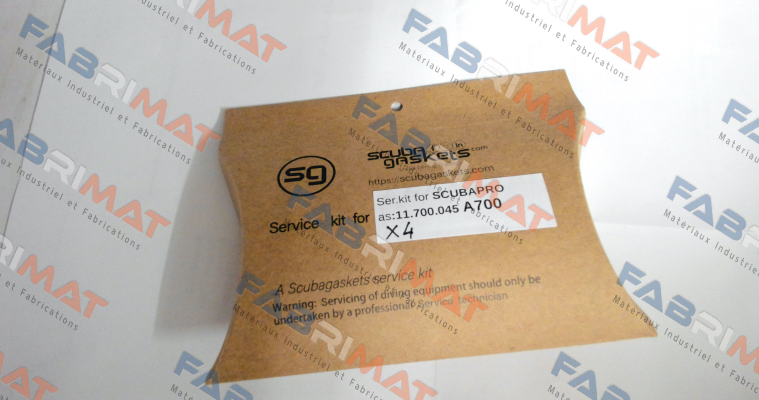 sg
scuba
gaskets.com
https://scubagaskets.com
Service kit for
Ser.kit for SCUBAPRO
as:11.700.045 A700
X4
A Scubagaskets service kit
Warning: Servicing of diving equipment should only be
undertaken by a professional Service technician
FABRIMAT
Matériaux Industriel et Fabrications